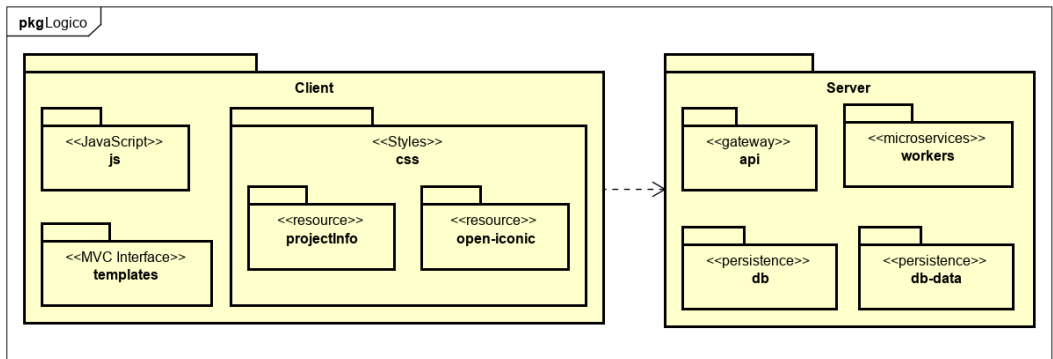 pkgLogico
Client
<<JavaScript>>
js
<<Styles>>
css
<<resource>>
projectInfo
<<resource>>
open-iconic
<<MVC Interface>>
templates
Server
<<gateway>>
api
<<microservices>>
workers
<<persistence>>
db
<<persistence>>
db-data